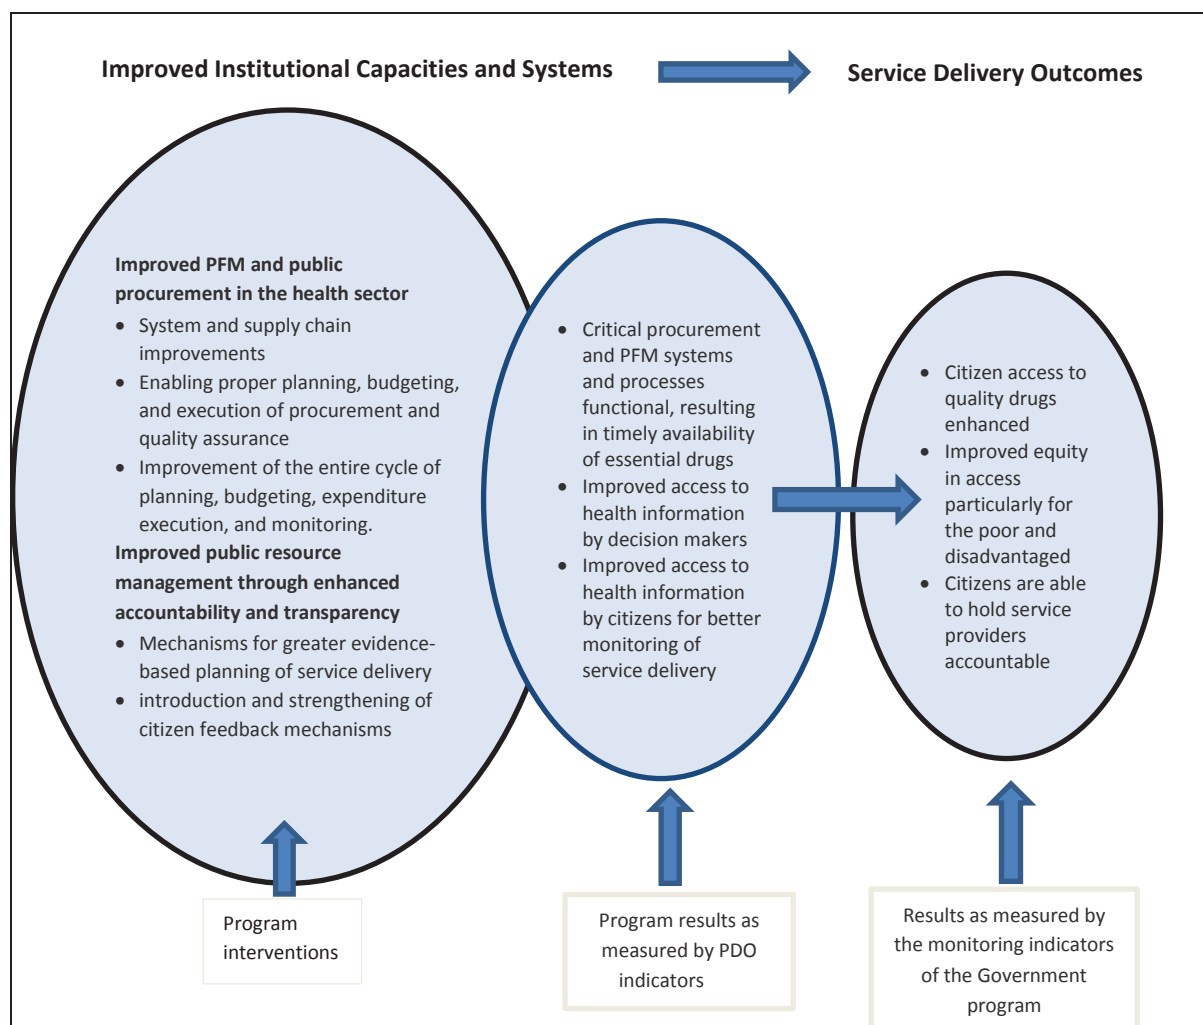 Improved Institutional Capacities and Systems
Service Delivery Outcomes
Improved PFM and public
procurement in the health sector
• System and supply chain
improvements
• Enabling proper planning, budgeting,
and execution of procurement and
quality assurance
• Improvement of the entire cycle of
planning, budgeting, expenditure
execution, and monitoring.
Improved public resource
management through enhanced
accountability and transparency
• Mechanisms for greater evidence-
based planning of service delivery
• introduction and strengthening of
citizen feedback mechanisms
• Critical procurement
and PFM systems
and processes
functional, resulting
in timely availability
of essential drugs
• Improved access to
health information
by decision makers
• Improved access to
health information
by citizens for better
monitoring of
service delivery
• Citizen access to
quality drugs
enhanced
• Improved equity
in access
particularly for
the poor and
disadvantaged
• Citizens are able
to hold service
providers
accountable
Program
interventions
Program results as
measured by PDO
indicators
Results as measured by
the monitoring indicators
of the Government
program